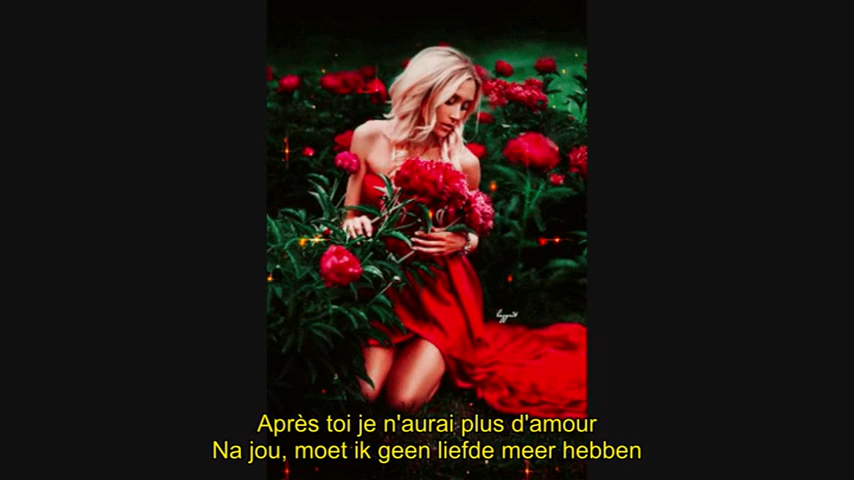 Après toi je n'aurai plus d'amour
Na jou, moet ik geen liefde meer hebben